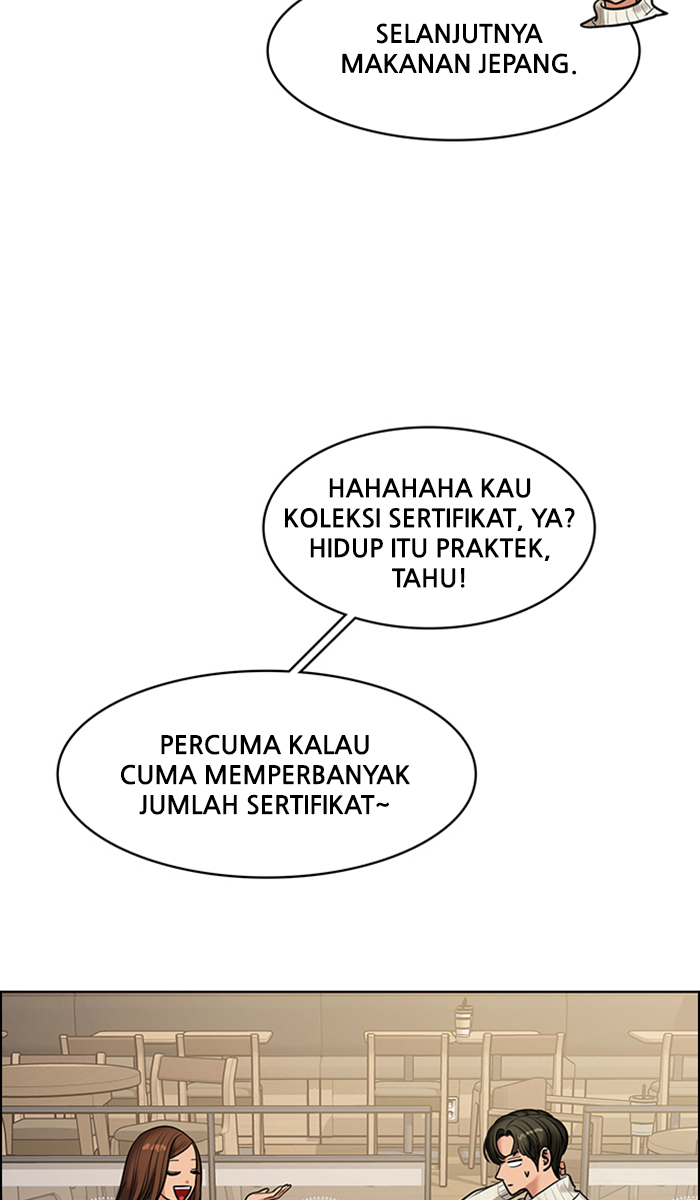 SELANJUTNYA
MAKANAN JEPANG.
HAHAHAHA KAU
KOLEKSI SERTIFIKAT, YA?
HIDUP ITU PRAKTEK,
TAHU!
PERCUMA KALAU
CUMA MEMPERBANYAK
JUMLAH SERTIFIKAT~